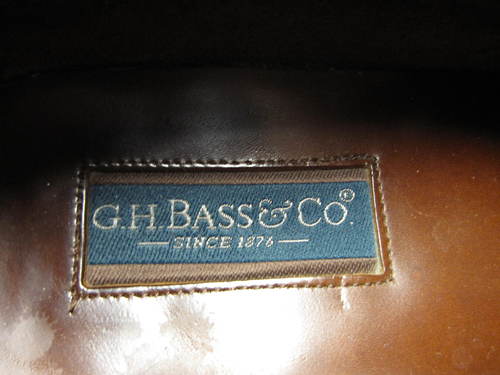 G.H. BASS & CO.®
— SINCE 1876 —